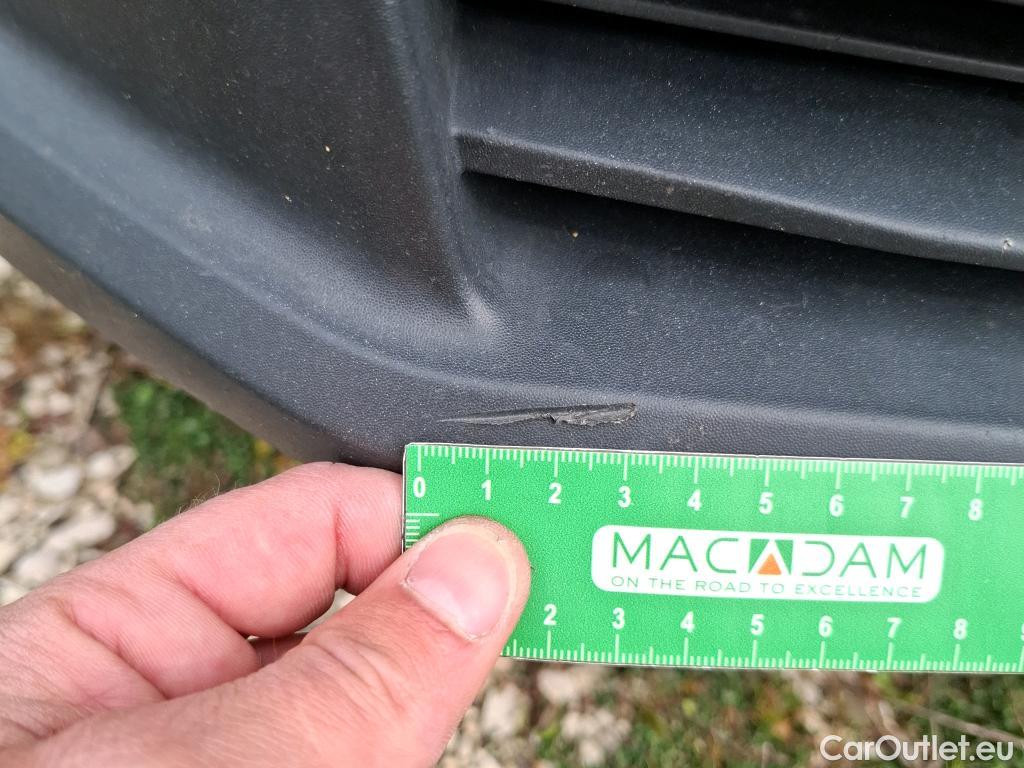 0 1 2 3 4 5 6 7 8
MACADAM
ON THE ROAD TO EXCELLENCE
2 3 4 5 6 7 8
CarOutlet.eu